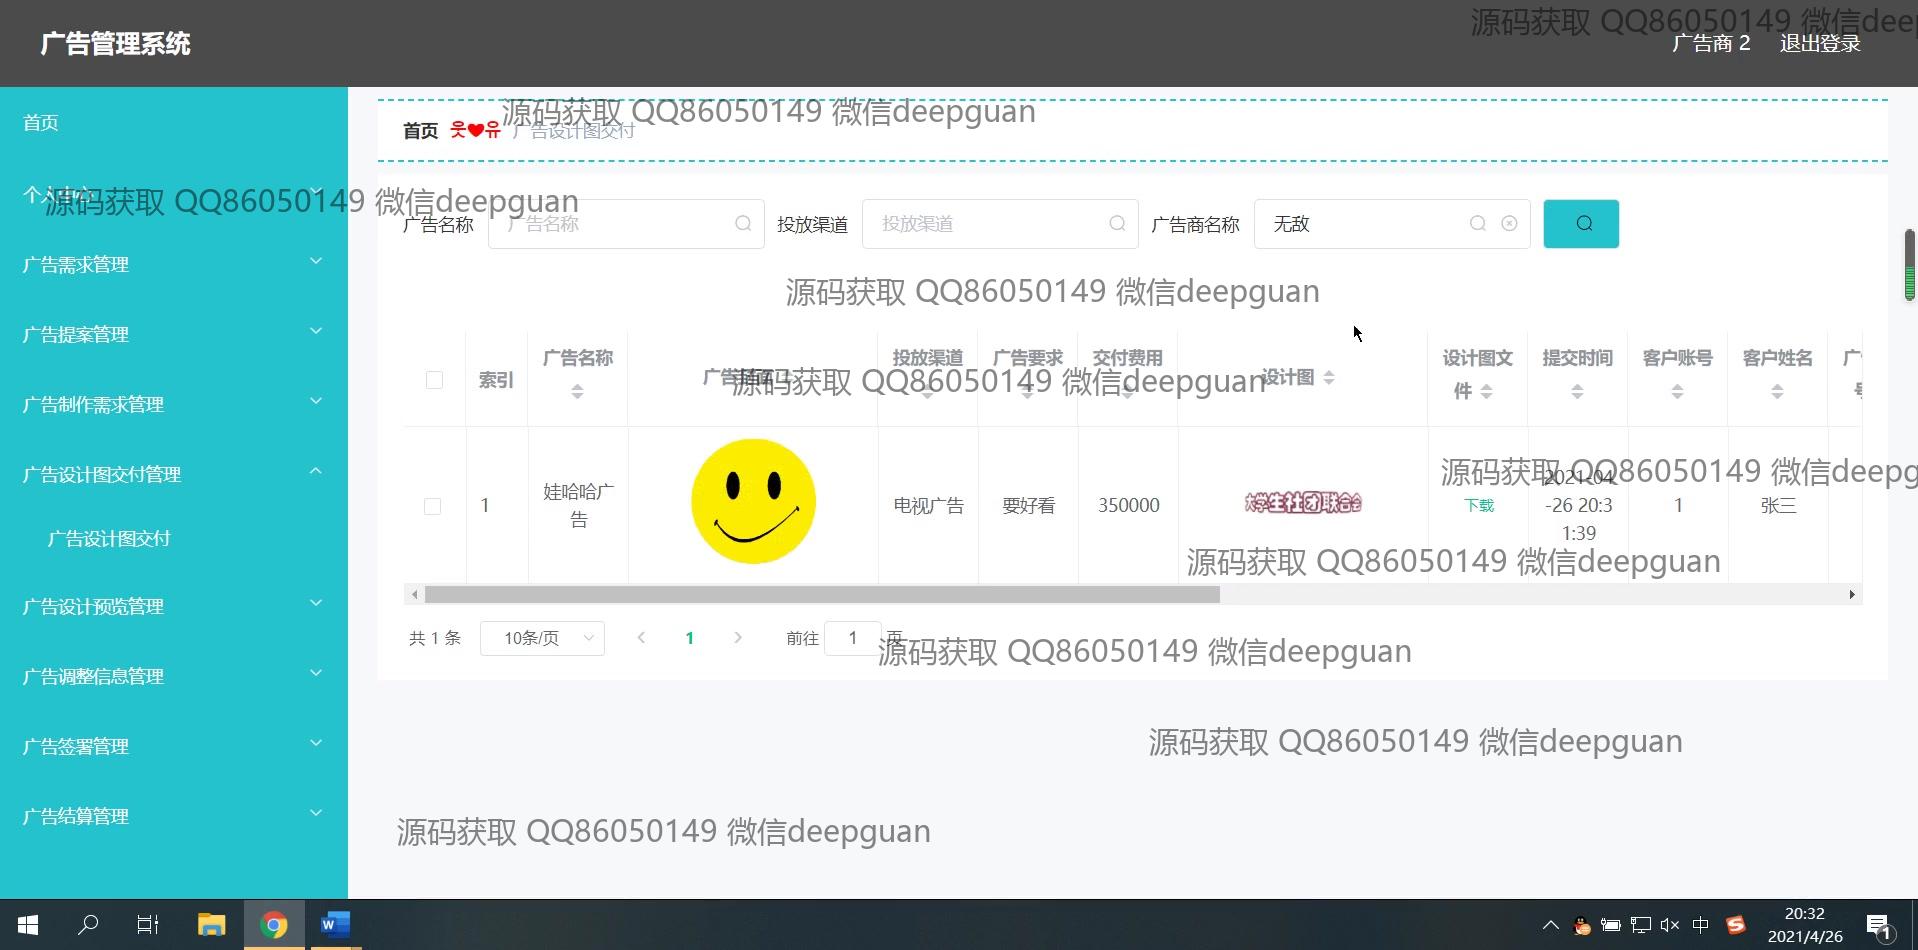 广告管理系统
源码获取 QQ86050149 微信deep
广告商 2 退出登录
首页
源码获取 QQ86050149 微信deepguan
首页 웃❤유 广告设计图交付
个人中心
源码获取 QQ86050149 微信deepguan
广告名称 广告名称 投放渠道 投放渠道 广告商名称 无敌
广告需求管理
源码获取 QQ86050149 微信deepguan
广告提案管理
索引 广告名称 投放渠道 广告要求 交付费用 设计图 设计图文件 提交时间 客户账号 客户姓名
源码获取 QQ86050149 微信deepguan
广告制作需求管理
广告设计图交付管理
源码获取 QQ86050149 微信deepg
1 娃哈哈广告 电视广告 要好看 350000 大学生社团联合会 下载 2021-04-26 20:31:39 1 张三
广告设计图交付
源码获取 QQ86050149 微信deepguan
广告设计预览管理
共 1 条 10条/页 1 前往 1 页
源码获取 QQ86050149 微信deepguan
广告调整信息管理
广告签署管理
源码获取 QQ86050149 微信deepguan
广告结算管理
源码获取 QQ86050149 微信deepguan
中
20:32
2021/4/26
1